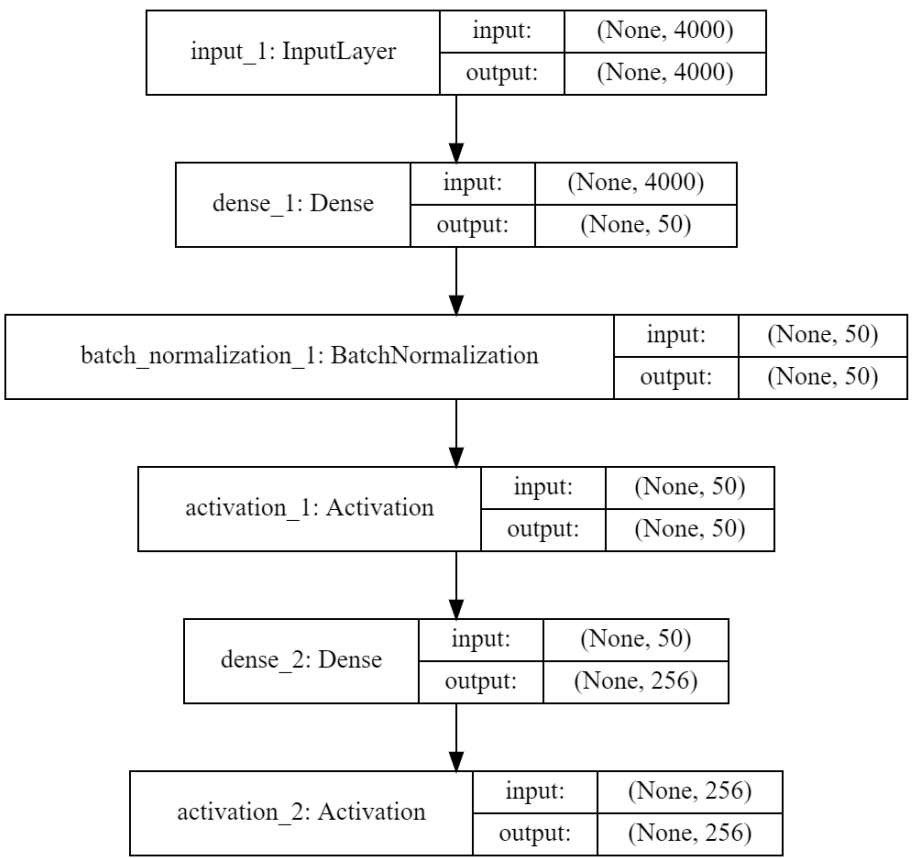 input_1: InputLayer
input: (None, 4000)
output: (None, 4000)
dense_1: Dense
input: (None, 4000)
output: (None, 50)
batch_normalization_1: BatchNormalization
input: (None, 50)
output: (None, 50)
activation_1: Activation
input: (None, 50)
output: (None, 50)
dense_2: Dense
input: (None, 50)
output: (None, 256)
activation_2: Activation
input: (None, 256)
output: (None, 256)